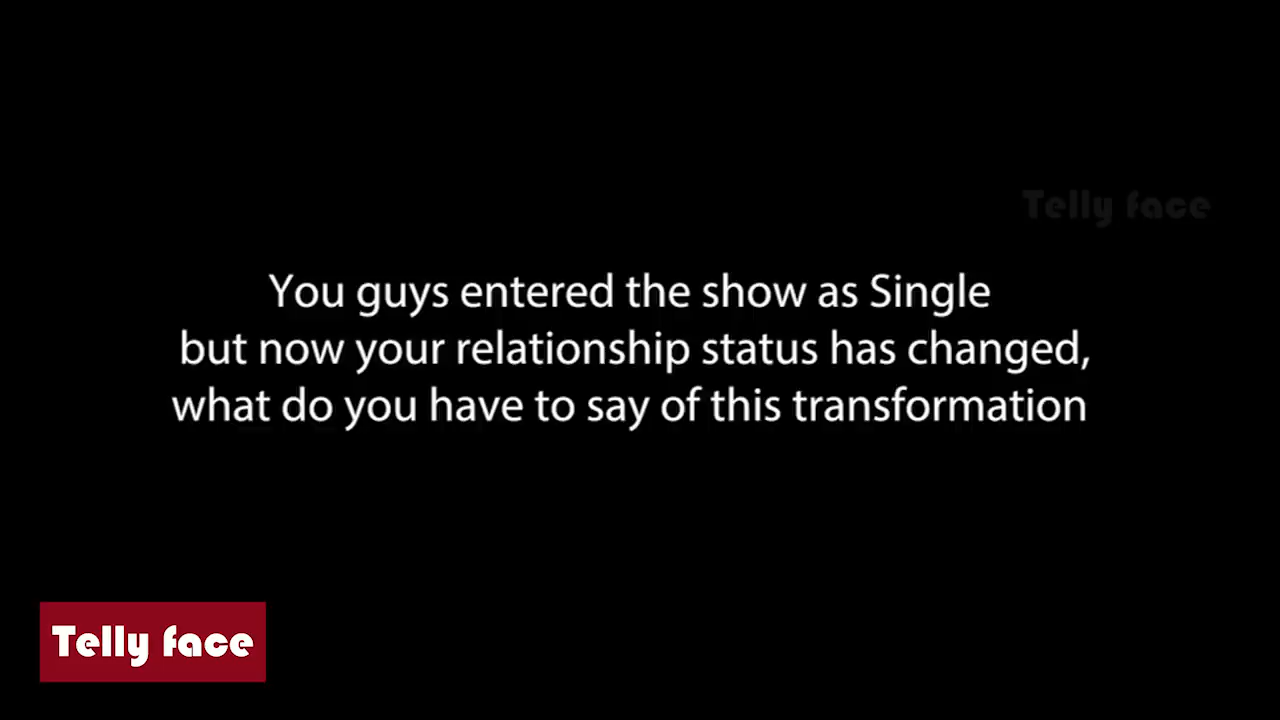 Telly face
You guys entered the show as Single
but now your relationship status has changed,
what do you have to say of this transformation
Telly face